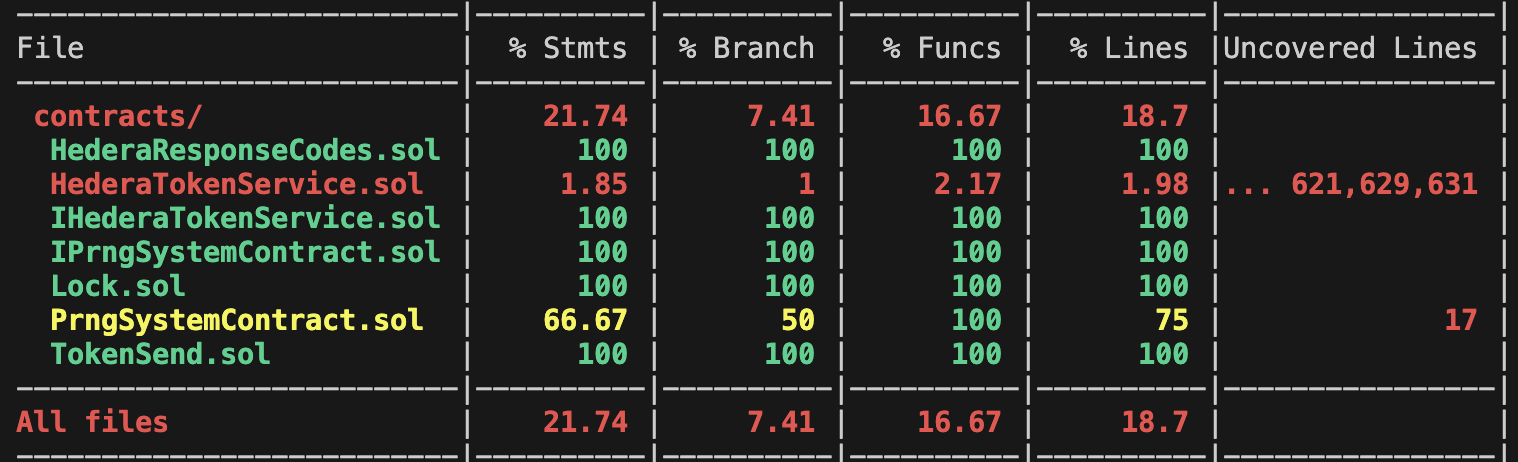 File | % Stmts | % Branch | % Funcs | % Lines |Uncovered Lines |
contracts/ | 21.74 | 7.41 | 16.67 | 18.7 | |
HederaResponseCodes.sol | 100 | 100 | 100 | 100 | |
HederaTokenService.sol | 1.85 | 1 | 2.17 | 1.98 |... 621,629,631 |
IHederaTokenService.sol | 100 | 100 | 100 | 100 | |
IPrngSystemContract.sol | 100 | 100 | 100 | 100 | |
Lock.sol | 100 | 100 | 100 | 100 | |
PrngSystemContract.sol | 66.67 | 50 | 100 | 75 | 17 |
TokenSend.sol | 100 | 100 | 100 | 100 | |
All files | 21.74 | 7.41 | 16.67 | 18.7 | |